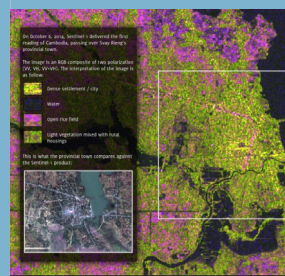 On October 6, 2014, Sentinel-1 delivered the first
reading of Cambodia, passing over Svay Rieng's
provincial town.
The image is an RGB composite of two polarization
(VV, VH, VV+VH). The interpretation of the image is
as follow:
Dense settlement / city
Water
Open rice field
Light vegetation mixed with rural
housings
This is what the provincial town compares against
the Sentinel-1 product: